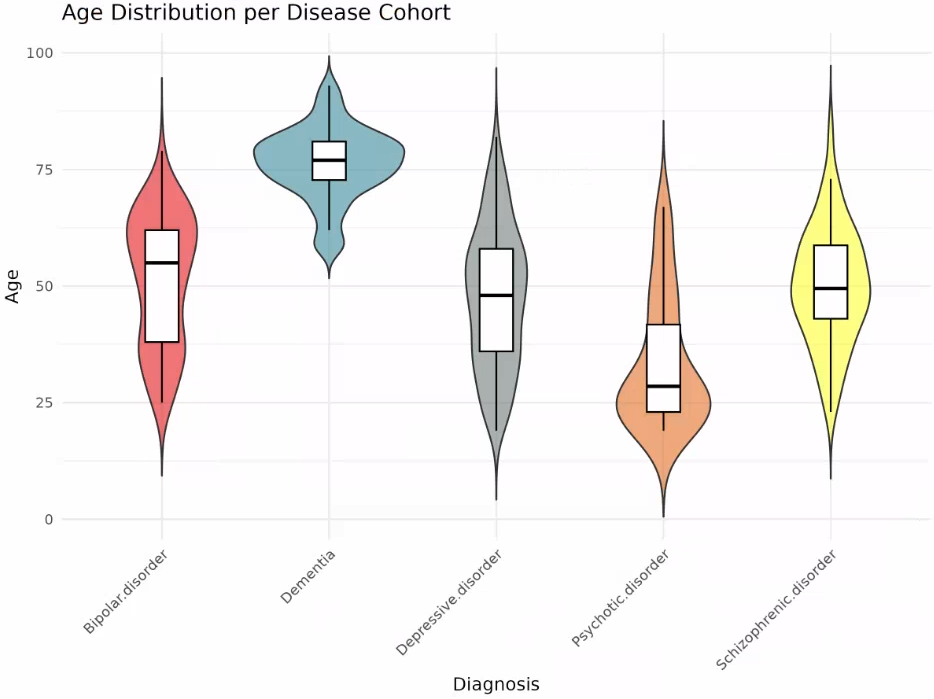 Age Distribution per Disease Cohort
100
75
50
25
0
Age
Bipolar.disorder
Dementia
Depressive.disorder
Psychotic.disorder
Schizophrenic.disorder
Diagnosis